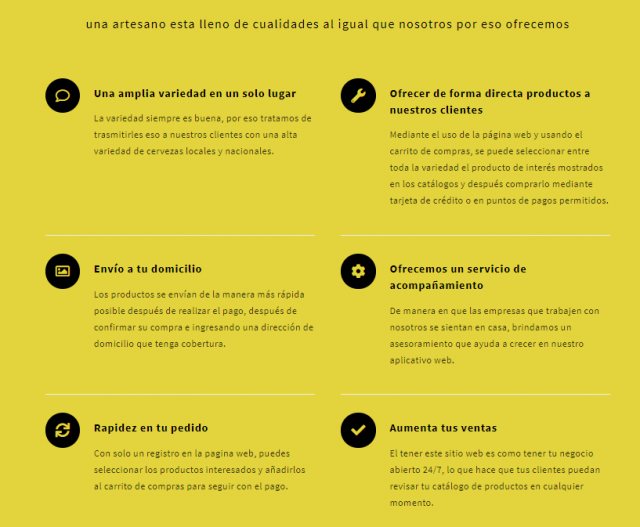 una artesano esta lleno de cualidades al igual que nosotros por eso ofrecemos
Una amplia variedad en un solo lugar
La variedad siempre es buena, por eso tratamos de
trasmitirles eso a nuestros clientes con una alta
variedad de cervezas locales y nacionales.
Ofrecer de forma directa productos a
nuestros clientes
Mediante el uso de la página web y usando el
carrito de compras, se puede seleccionar entre
toda la variedad el producto de interés mostrados
en los catálogos y después comprarlo mediante
tarjeta de crédito o en puntos de pagos permitidos.
Envío a tu domicilio
Los productos se envían de la manera más rápida
posible después de realizar el pago, después de
confirmar su compra e ingresando una dirección de
domicilio que tenga cobertura.
Ofrecemos un servicio de
acompañamiento
De manera en que las empresas que trabajen con
nosotros se sientan en casa, brindamos un
asesoramiento que ayuda a crecer en nuestro
aplicativo web.
Rapidez en tu pedido
Con solo un registro en la pagina web, puedes
seleccionar los productos interesados y añadirlos
al carrito de compras para seguir con el pago.
Aumenta tus ventas
El tener este sitio web es como tener tu negocio
abierto 24/7, lo que hace que tus clientes puedan
revisar tu catálogo de productos en cualquier
momento.